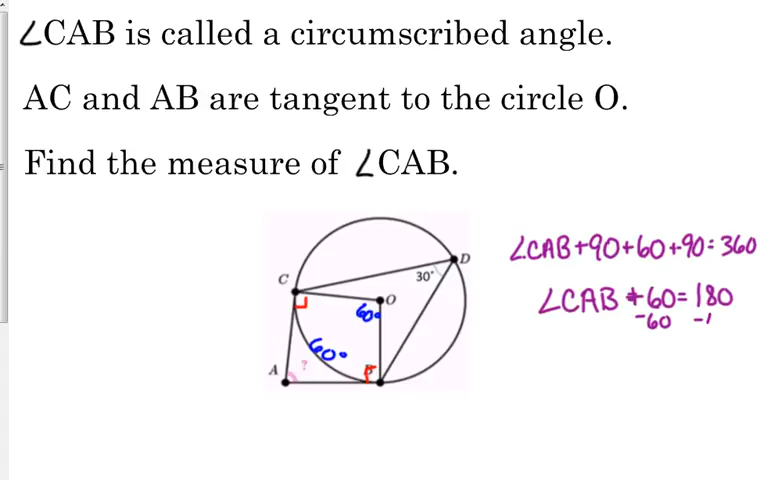 ∠CAB is called a circumscribed angle.
AC and AB are tangent to the circle O.
Find the measure of ∠CAB.
D
30°
C
O
60°
60°
A
?
B
∠CAB+90+60+90=360
∠CAB+60=180
-60 -1